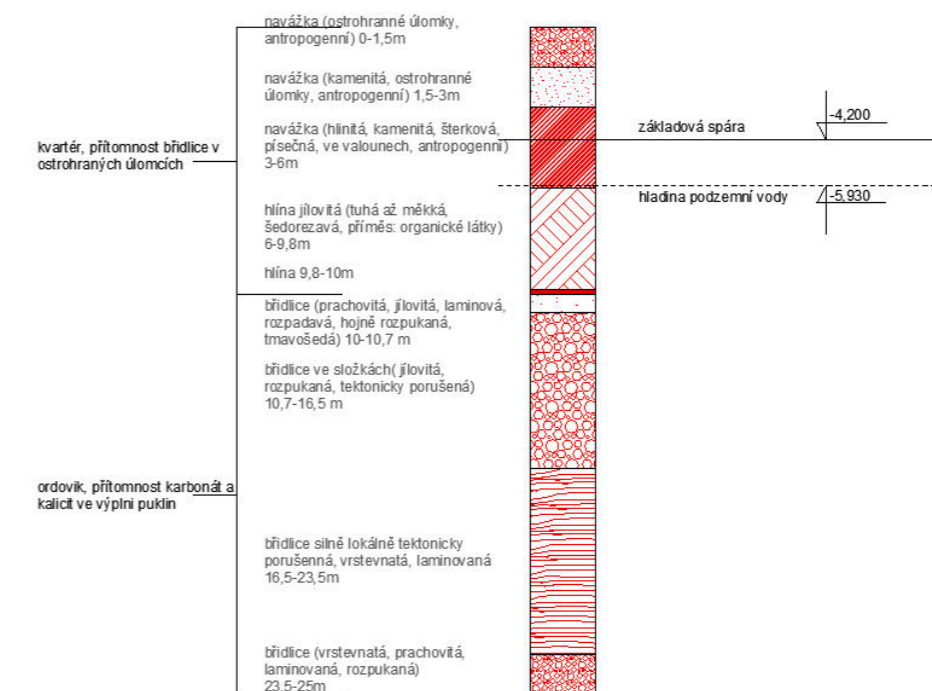 navážka (ostrohranné úlomky,
antropogenní) 0-1,5m
navážka (kamenitá, ostrohranné
úlomky, antropogenní) 1,5-3m
navážka (hlinitá, kamenitá, šterková,
písečná, ve valounech, antropogenní)
3-6m
kvartér, přítomnost břidlice v
ostrohraných úlomcích
základová spára
-4,200
hladina podzemní vody
-5,930
hlína jílovitá (tuhá až měkká,
šedorezavá, příměs: organické látky)
6-9,8m
hlína 9,8-10m
břidlice (prachovitá, jílovitá, laminová,
rozpadavá, hojně rozpukaná,
tmavošedá) 10-10,7 m
břidlice ve složkách( jílovitá,
rozpukaná, tektonicky porušená)
10,7-16,5 m
ordovik, přítomnost karbonát a
kalicit ve výplni puklin
břidlice silně lokálně tektonicky
porušenná, vrstevnatá, laminovaná
16,5-23,5m
břidlice (vrstevnatá, prachovitá,
laminovaná, rozpukaná)
23,5-25m